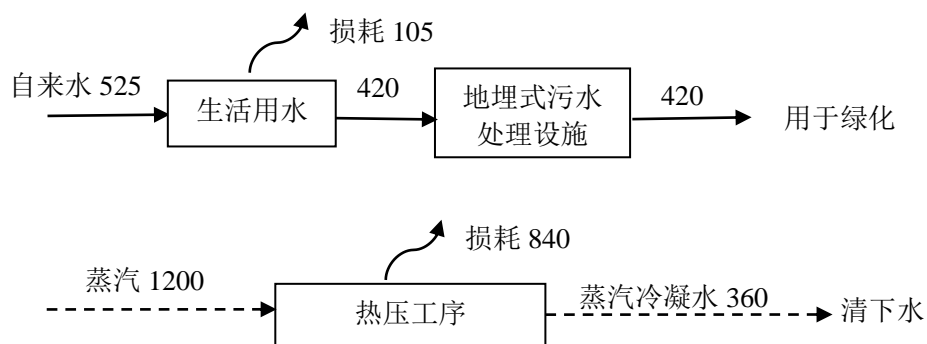 损耗 105
自来水 525
生活用水
420
地埋式污水
处理设施
420
用于绿化
损耗 840
蒸汽 1200
热压工序
蒸汽冷凝水 360
清下水